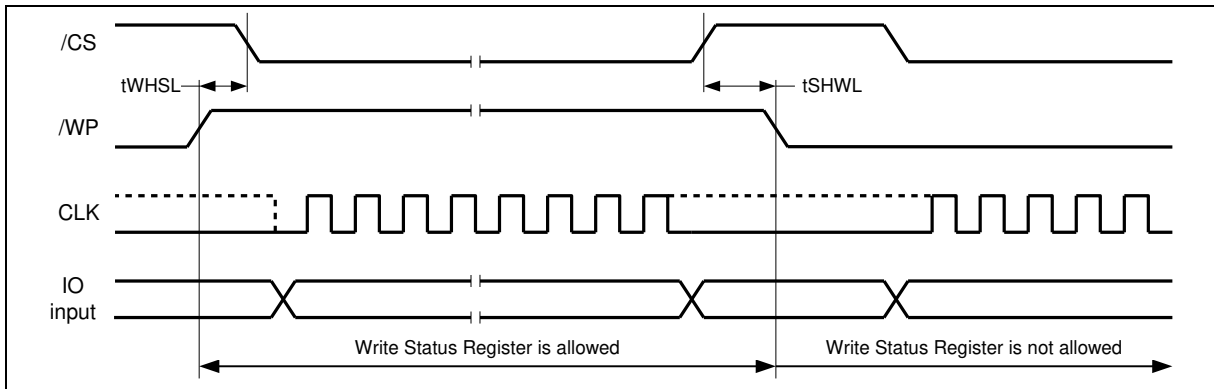 /CS
tWHSL
tSHWL
/WP
CLK
IO
input
Write Status Register is allowed
Write Status Register is not allowed